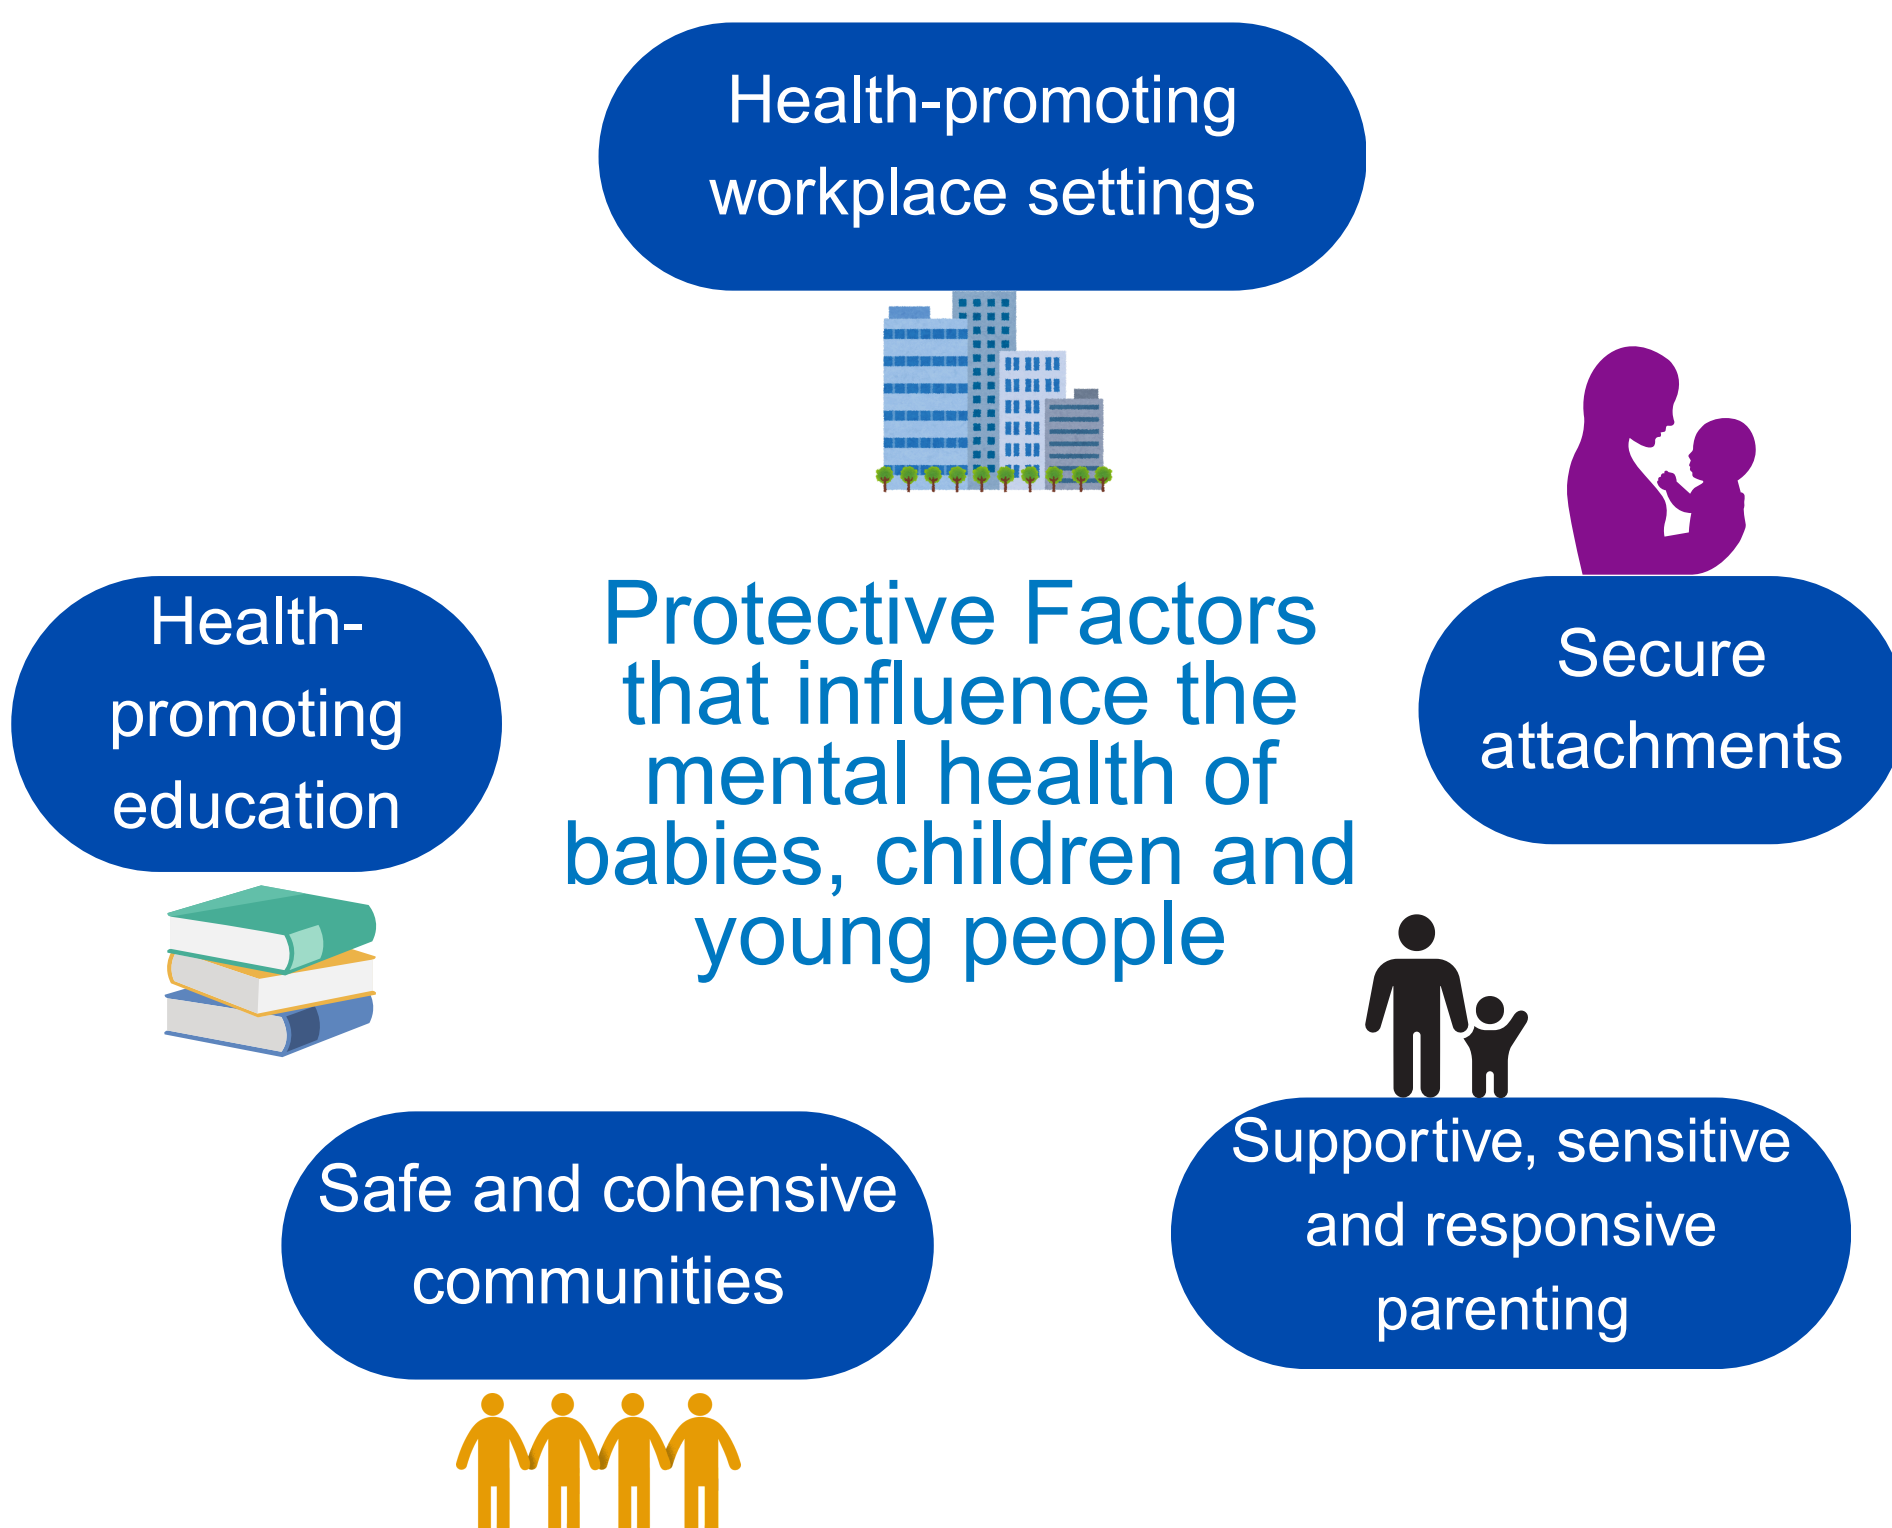 Health-promoting
workplace settings
Protective Factors
that influence the
mental health of
babies, children and
young people
Secure
attachments
Supportive, sensitive
and responsive
parenting
Safe and cohensive
communities
Health-
promoting
education